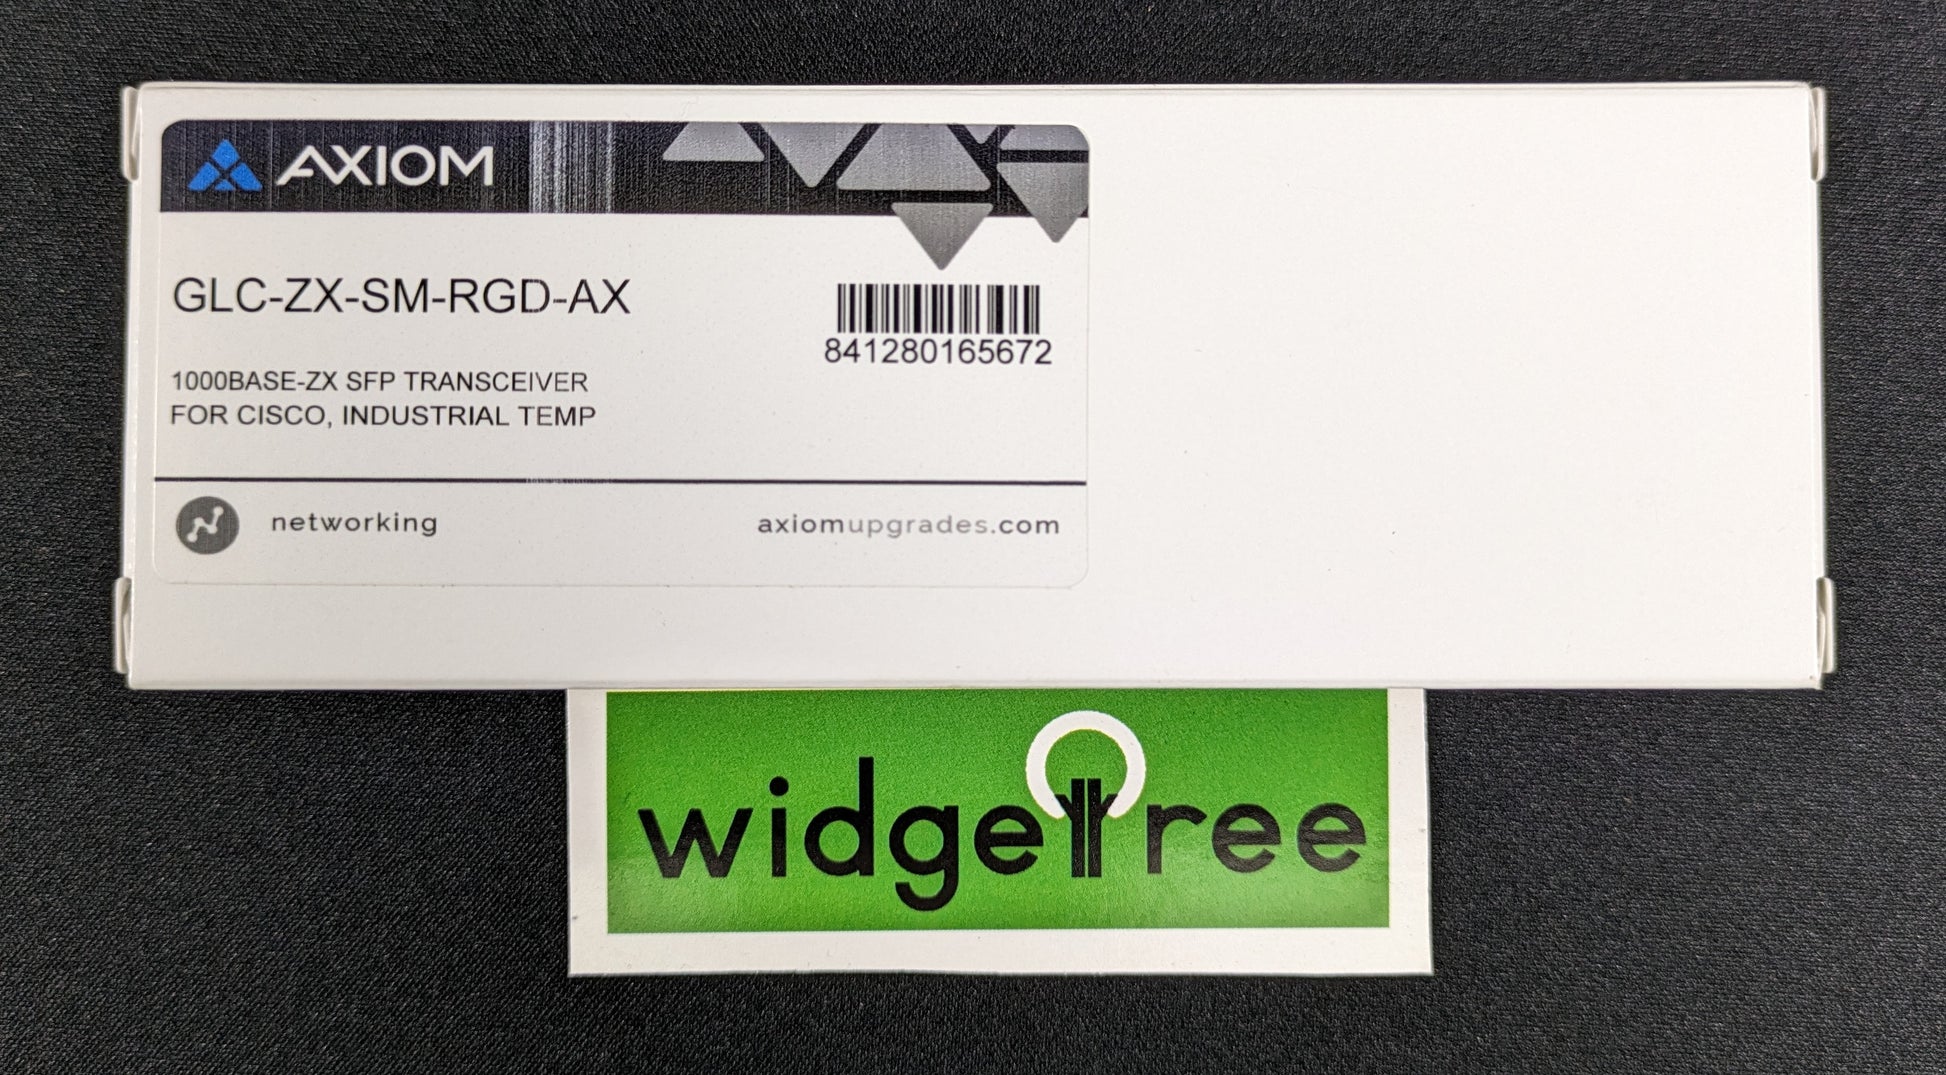 AXIOM
GLC-ZX-SM-RGD-AX
841280165672
1000BASE-ZX SFP TRANSCEIVER
FOR CISCO, INDUSTRIAL TEMP
networking
axiomupgrades.com
widgetree